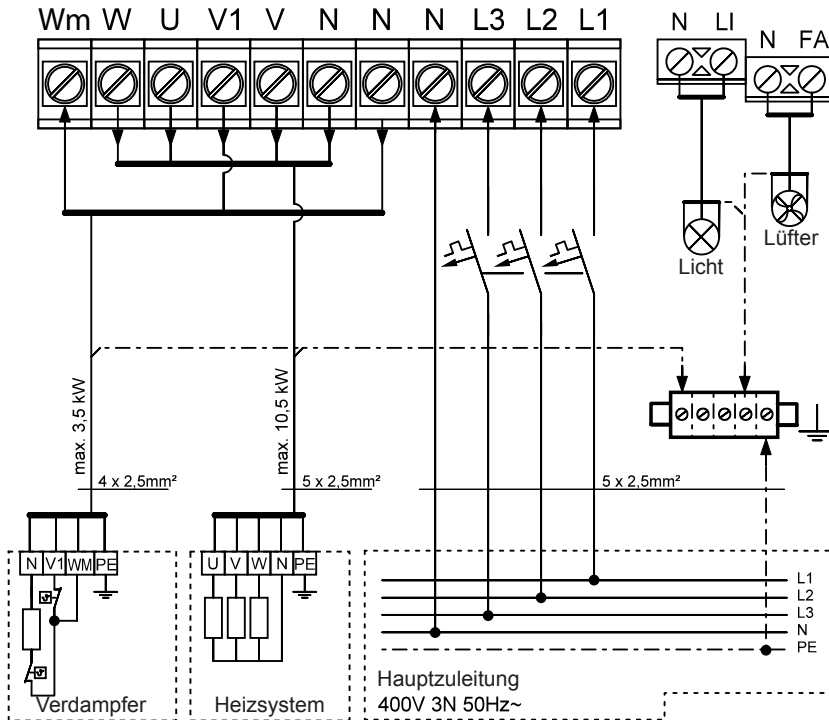 Wm W U V1 V N N N L3 L2 L1
N LI
N FA
Licht
Lüfter
max. 3,5 kW
max. 10,5 kW
4 x 2,5mm²
5 x 2,5mm²
5 x 2,5mm²
N V1 WM PE
U V W N PE
L1
L2
L3
N
PE
Verdampfer
Heizsystem
Hauptzuleitung
400V 3N 50Hz~